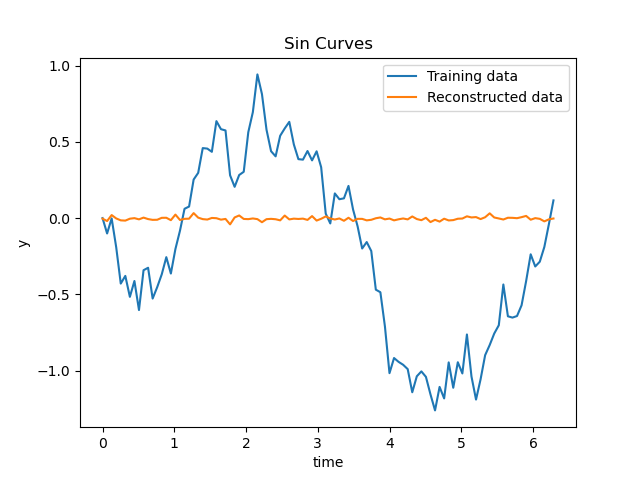 Sin Curves
Training data
Reconstructed data
1.0
0.5
0.0
−0.5
−1.0
y
0 1 2 3 4 5 6
time